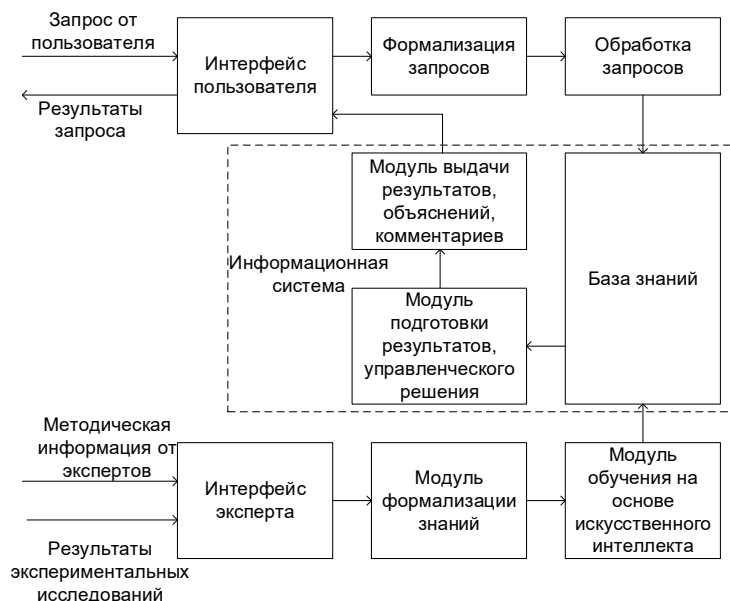 Запрос от
пользователя
Результаты
запроса
Интерфейс
пользователя
Формализация
запросов
Обработка
запросов
Модуль выдачи
результатов,
объяснений,
комментариев
Информационная
система
Модуль
подготовки
результатов,
управленческого
решения
База знаний
Методическая
информация от
экспертов
Результаты
экспериментальных
исследований
Интерфейс
эксперта
Модуль
формализации
знаний
Модуль
обучения на
основе
искусственного
интеллекта